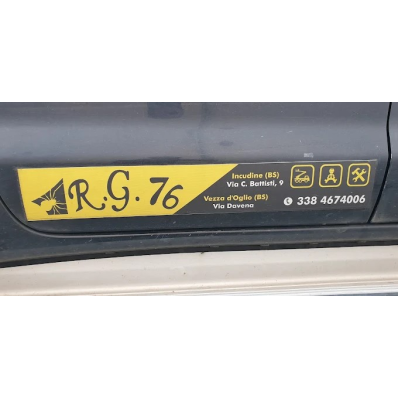 R.G. 76
Incudine (BS)
Via C. Battisti, 9
Vezza d'Oglio (BS)
Via Davena
338 4674006